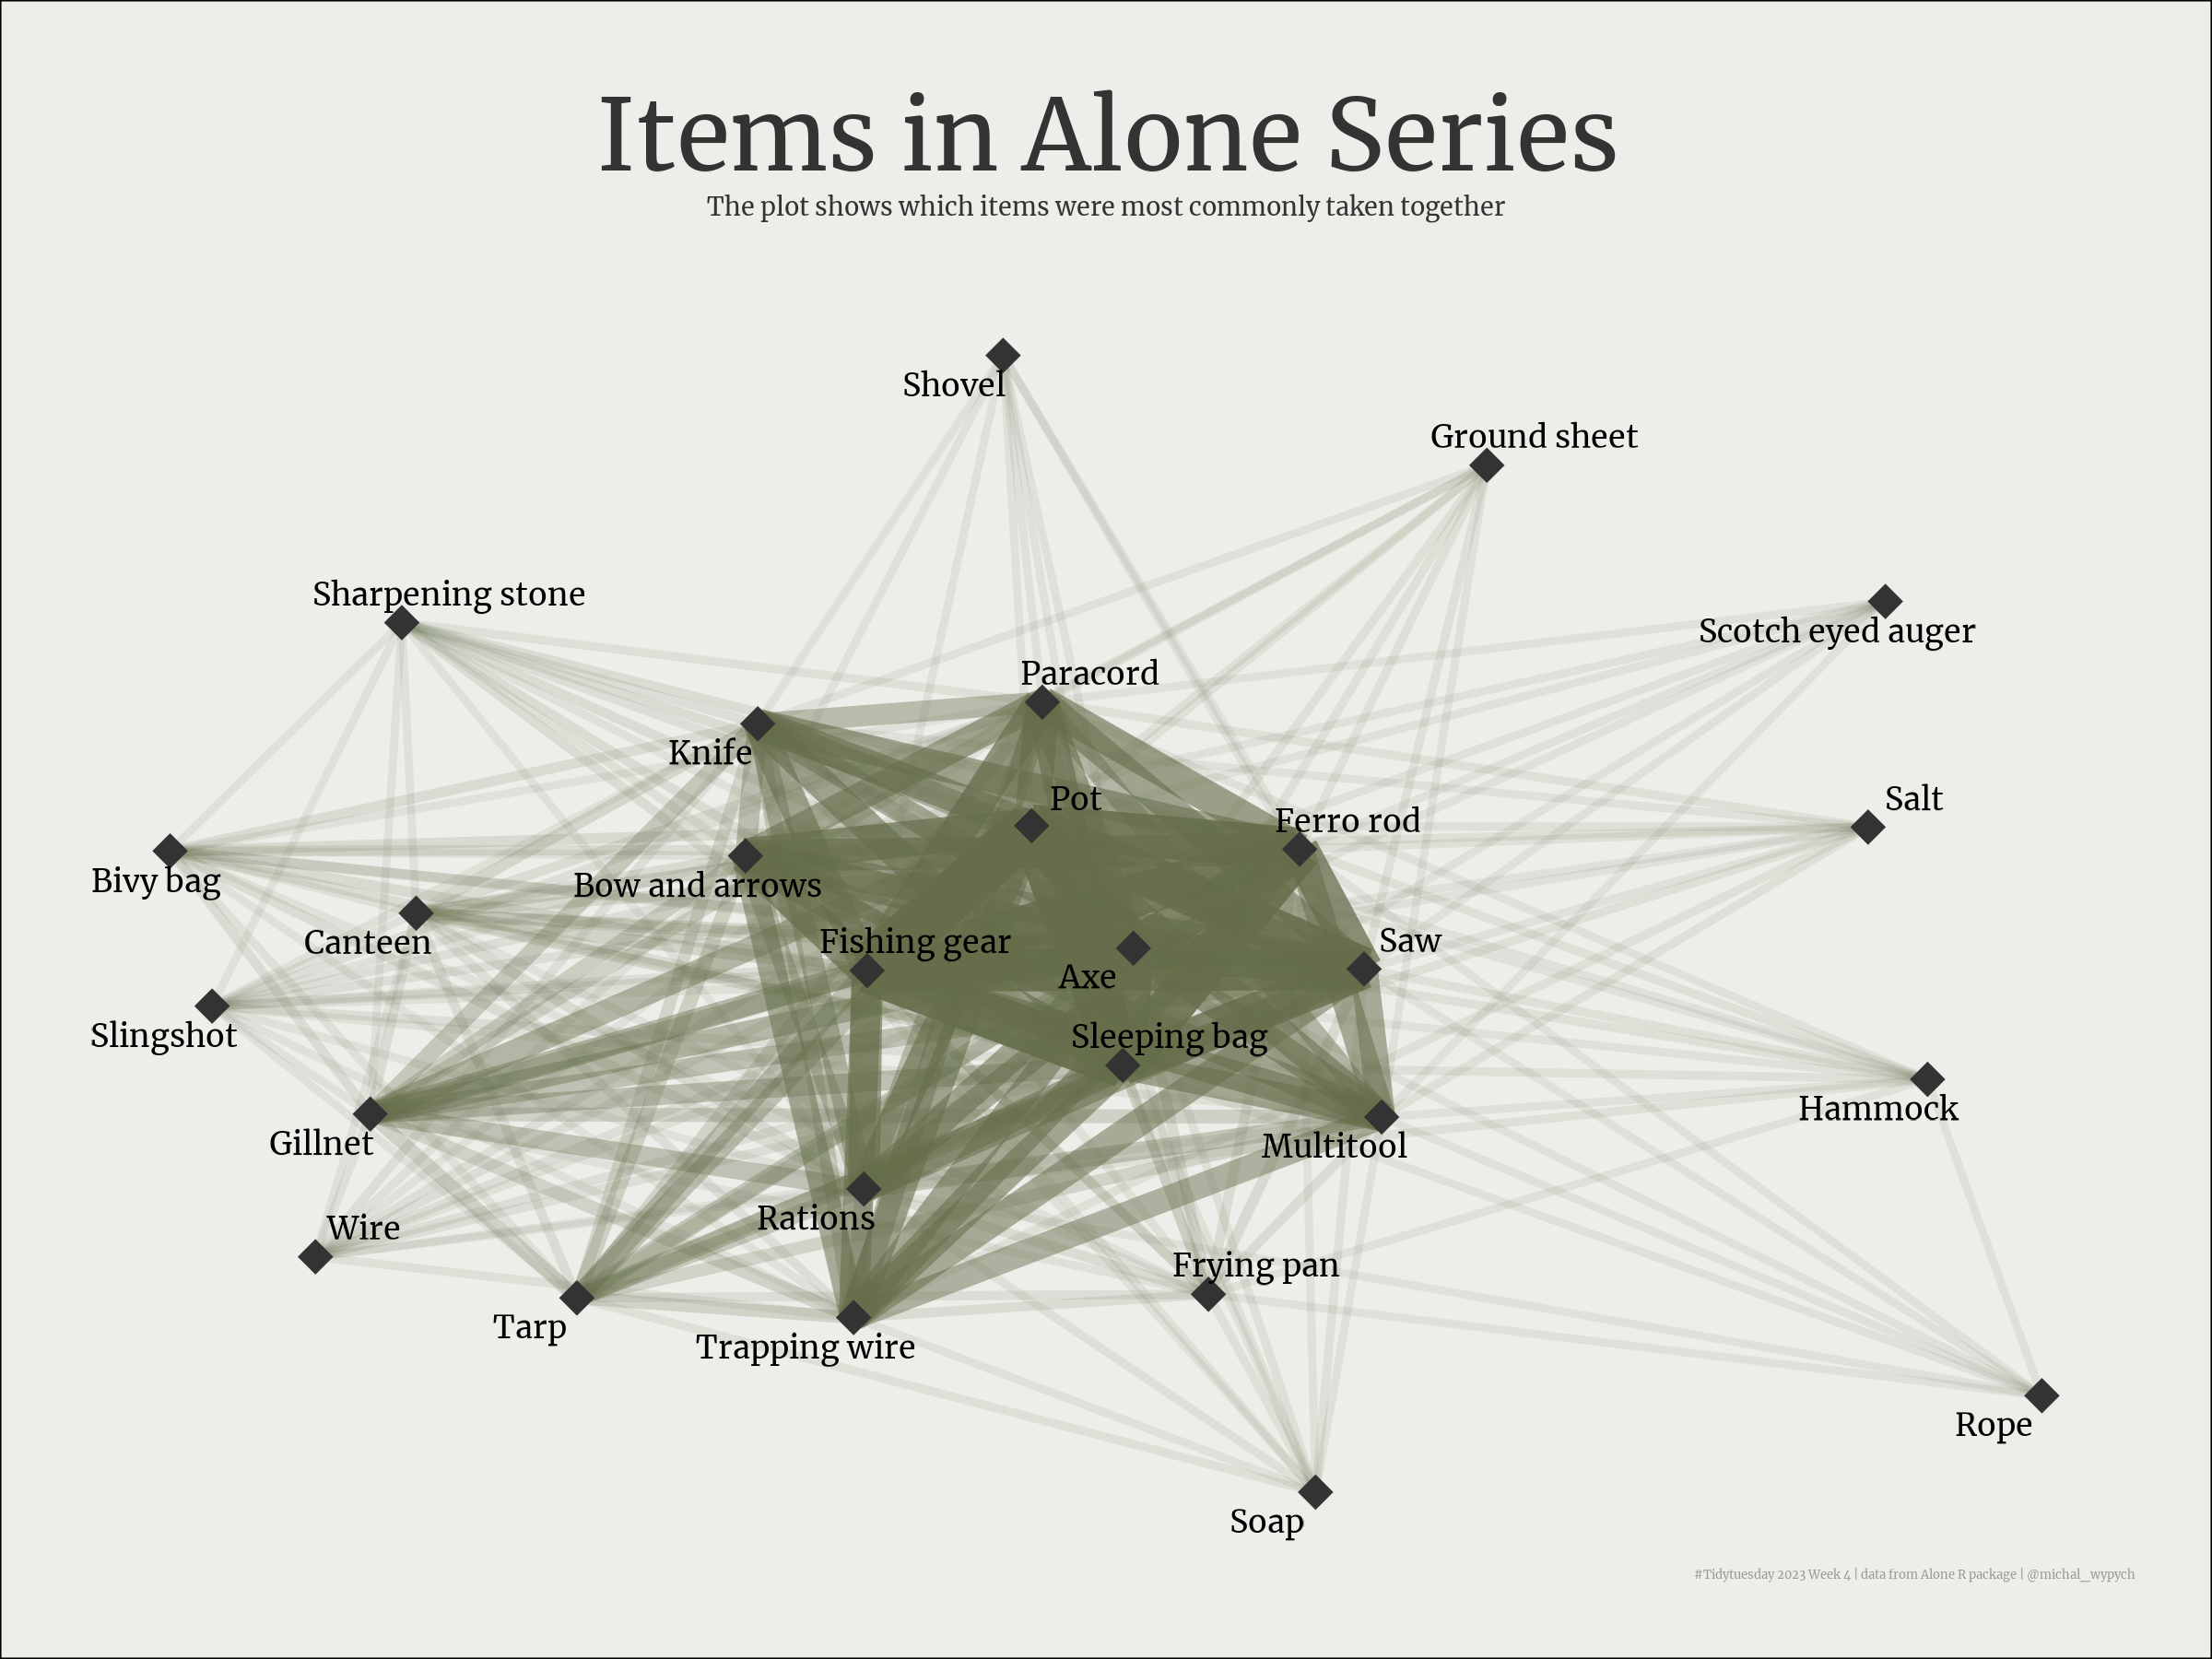 Items in Alone Series
The plot shows which items were most commonly taken together
Shovel
Ground sheet
Sharpening stone
Scotch eyed auger
Paracord
Knife
Pot
Salt
Ferro rod
Bivy bag
Bow and arrows
Canteen
Fishing gear
Saw
Axe
Slingshot
Sleeping bag
Hammock
Gillnet
Multitool
Rations
Wire
Frying pan
Tarp
Trapping wire
Rope
Soap
#Tidytuesday 2023 Week 4 | data from Alone R package | @michal_wypych